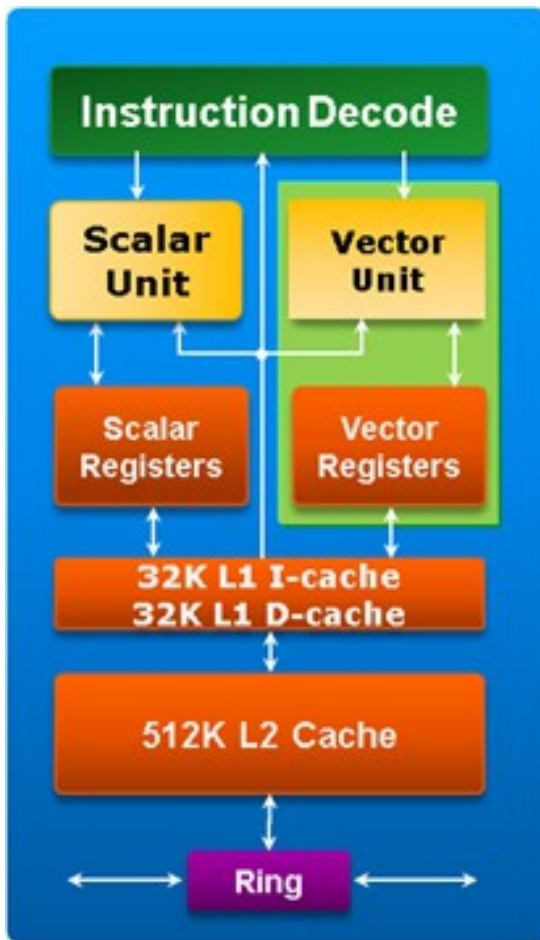 Instruction Decode
Scalar
Unit
Vector
Unit
Scalar
Registers
Vector
Registers
32K L1 I-cache
32K L1 D-cache
512K L2 Cache
Ring